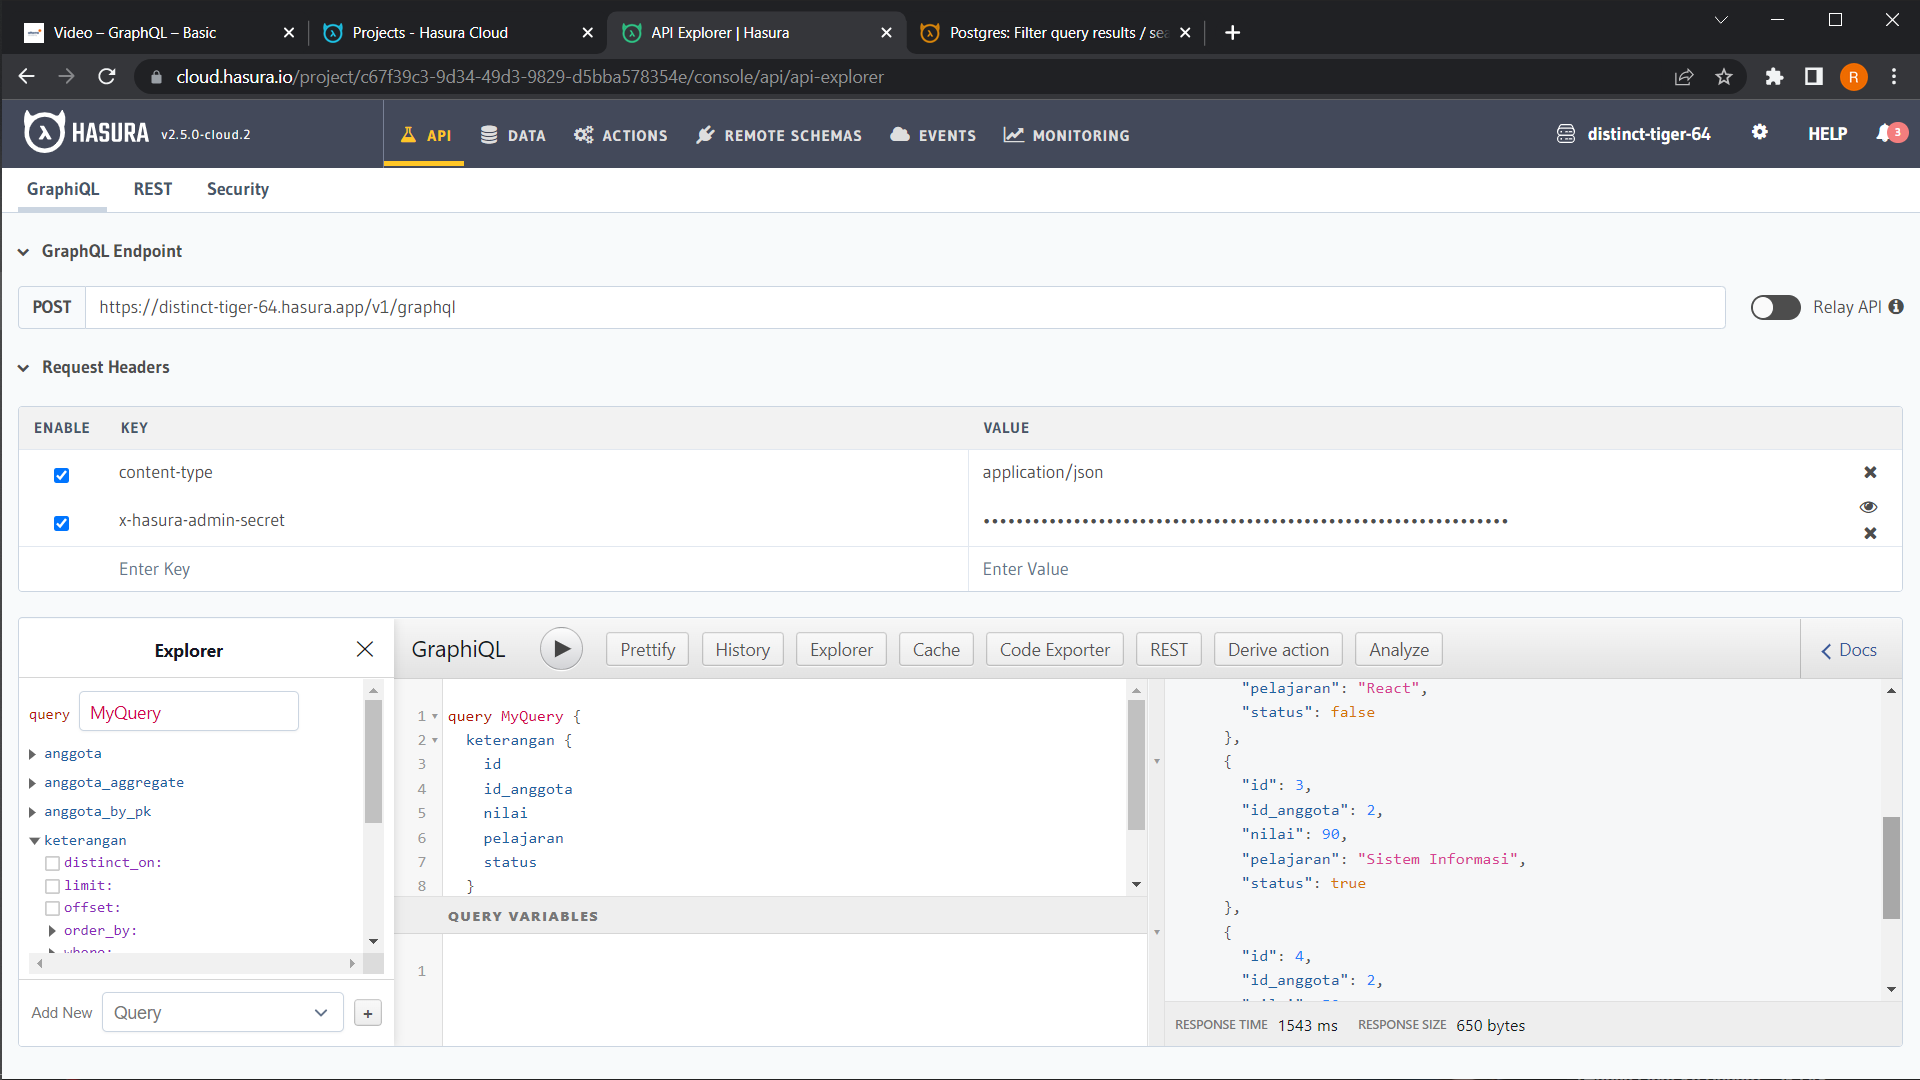 Video – GraphQL – Basic
Projects - Hasura Cloud
API Explorer | Hasura
Postgres: Filter query results / sea
cloud.hasura.io/project/c67f39c3-9d34-49d3-9829-d5bba578354e/console/api/api-explorer
R
HASURA v2.5.0-cloud.2
API
DATA
ACTIONS
REMOTE SCHEMAS
EVENTS
MONITORING
distinct-tiger-64
HELP
3
GraphiQL
REST
Security
GraphQL Endpoint
POST
https://distinct-tiger-64.hasura.app/v1/graphql
Relay API
Request Headers
ENABLE KEY VALUE
content-type application/json
x-hasura-admin-secret ••••••••••••••••••••••••••••••••••••••••••••••••••••••••••••••••
Enter Key Enter Value
Explorer
query MyQuery
anggota
anggota_aggregate
anggota_by_pk
keterangan
distinct_on:
limit:
offset:
order_by:
where:
Add New Query +
GraphiQL
Prettify
History
Explorer
Cache
Code Exporter
REST
Derive action
Analyze
Docs
1 query MyQuery {
2 keterangan {
3 id
4 id_anggota
5 nilai
6 pelajaran
7 status
8 }
QUERY VARIABLES
1
"pelajaran": "React",
"status": false
},
{
"id": 3,
"id_anggota": 2,
"nilai": 90,
"pelajaran": "Sistem Informasi",
"status": true
},
{
"id": 4,
"id_anggota": 2,
RESPONSE TIME 1543 ms RESPONSE SIZE 650 bytes